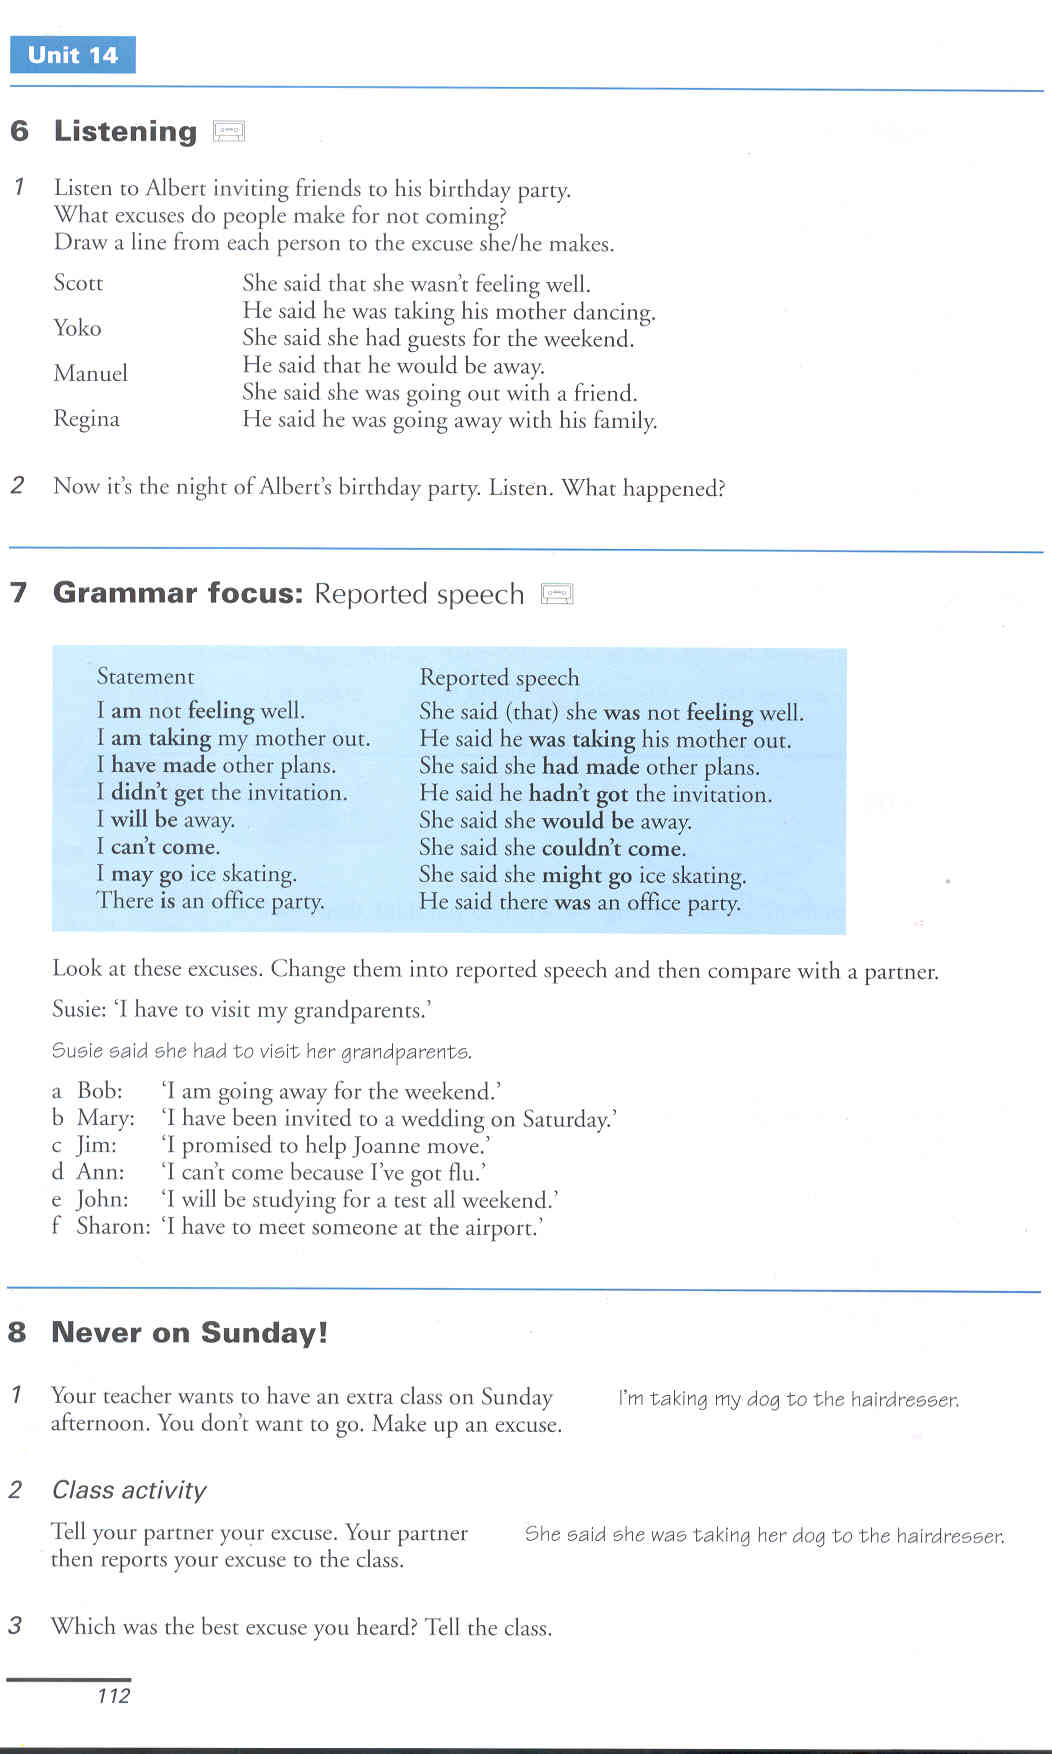 Unit 14
6 Listening
1 Listen to Albert inviting friends to his birthday party.
What excuses do people make for not coming?
Draw a line from each person to the excuse she/he makes.
Scott
Yoko
Manuel
Regina
She said that she wasn't feeling well.
He said he was taking his mother dancing.
She said she had guests for the weekend.
He said that he would be away.
She said she was going out with a friend.
He said he was going away with his family.
2 Now it's the night of Albert's birthday party. Listen. What happened?
7 Grammar focus: Reported speech
Statement Reported speech
I am not feeling well. She said (that) she was not feeling well.
I am taking my mother out. He said he was taking his mother out.
I have made other plans. She said she had made other plans.
I didn't get the invitation. He said he hadn't got the invitation.
I will be away. She said she would be away.
I can't come. She said she couldn't come.
I may go ice skating. She said she might go ice skating.
There is an office party. He said there was an office party.
Look at these excuses. Change them into reported speech and then compare with a partner.
Susie: 'I have to visit my grandparents.'
Susie said she had to visit her grandparents.
a Bob: 'I am going away for the weekend.'
b Mary: 'I have been invited to a wedding on Saturday.'
c Jim: 'I promised to help Joanne move.'
d Ann: 'I can't come because I've got flu.'
e John: 'I will be studying for a test all weekend.'
f Sharon: 'I have to meet someone at the airport.'
8 Never on Sunday!
1 Your teacher wants to have an extra class on Sunday
afternoon. You don't want to go. Make up an excuse.
I'm taking my dog to the hairdresser.
2 Class activity
Tell your partner your excuse. Your partner
then reports your excuse to the class.
She said she was taking her dog to the hairdresser.
3 Which was the best excuse you heard? Tell the class.
112